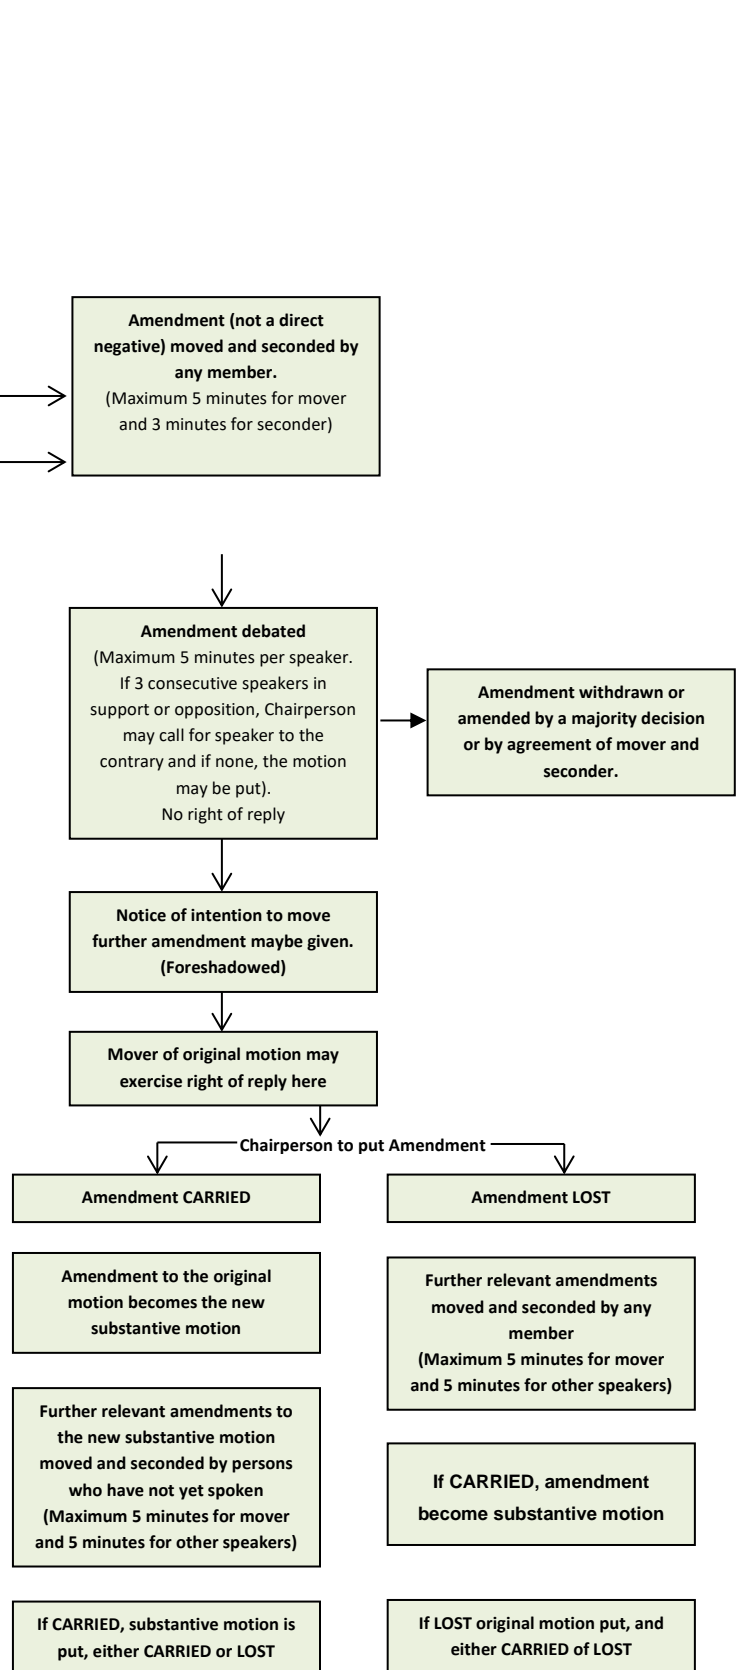 Amendment (not a direct
negative) moved and seconded by
any member.
(Maximum 5 minutes for mover
and 3 minutes for seconder)
Amendment debated
(Maximum 5 minutes per speaker.
If 3 consecutive speakers in
support or opposition, Chairperson
may call for speaker to the
contrary and if none, the motion
may be put).
No right of reply
Amendment withdrawn or
amended by a majority decision
or by agreement of mover and
seconder.
Notice of intention to move
further amendment maybe given.
(Foreshadowed)
Mover of original motion may
exercise right of reply here
Chairperson to put Amendment
Amendment CARRIED
Amendment to the original
motion becomes the new
substantive motion
Further relevant amendments to
the new substantive motion
moved and seconded by persons
who have not yet spoken
(Maximum 5 minutes for mover
and 5 minutes for other speakers)
If CARRIED, substantive motion is
put, either CARRIED or LOST
Amendment LOST
Further relevant amendments
moved and seconded by any
member
(Maximum 5 minutes for mover
and 5 minutes for other speakers)
If CARRIED, amendment
become substantive motion
If LOST original motion put, and
either CARRIED of LOST